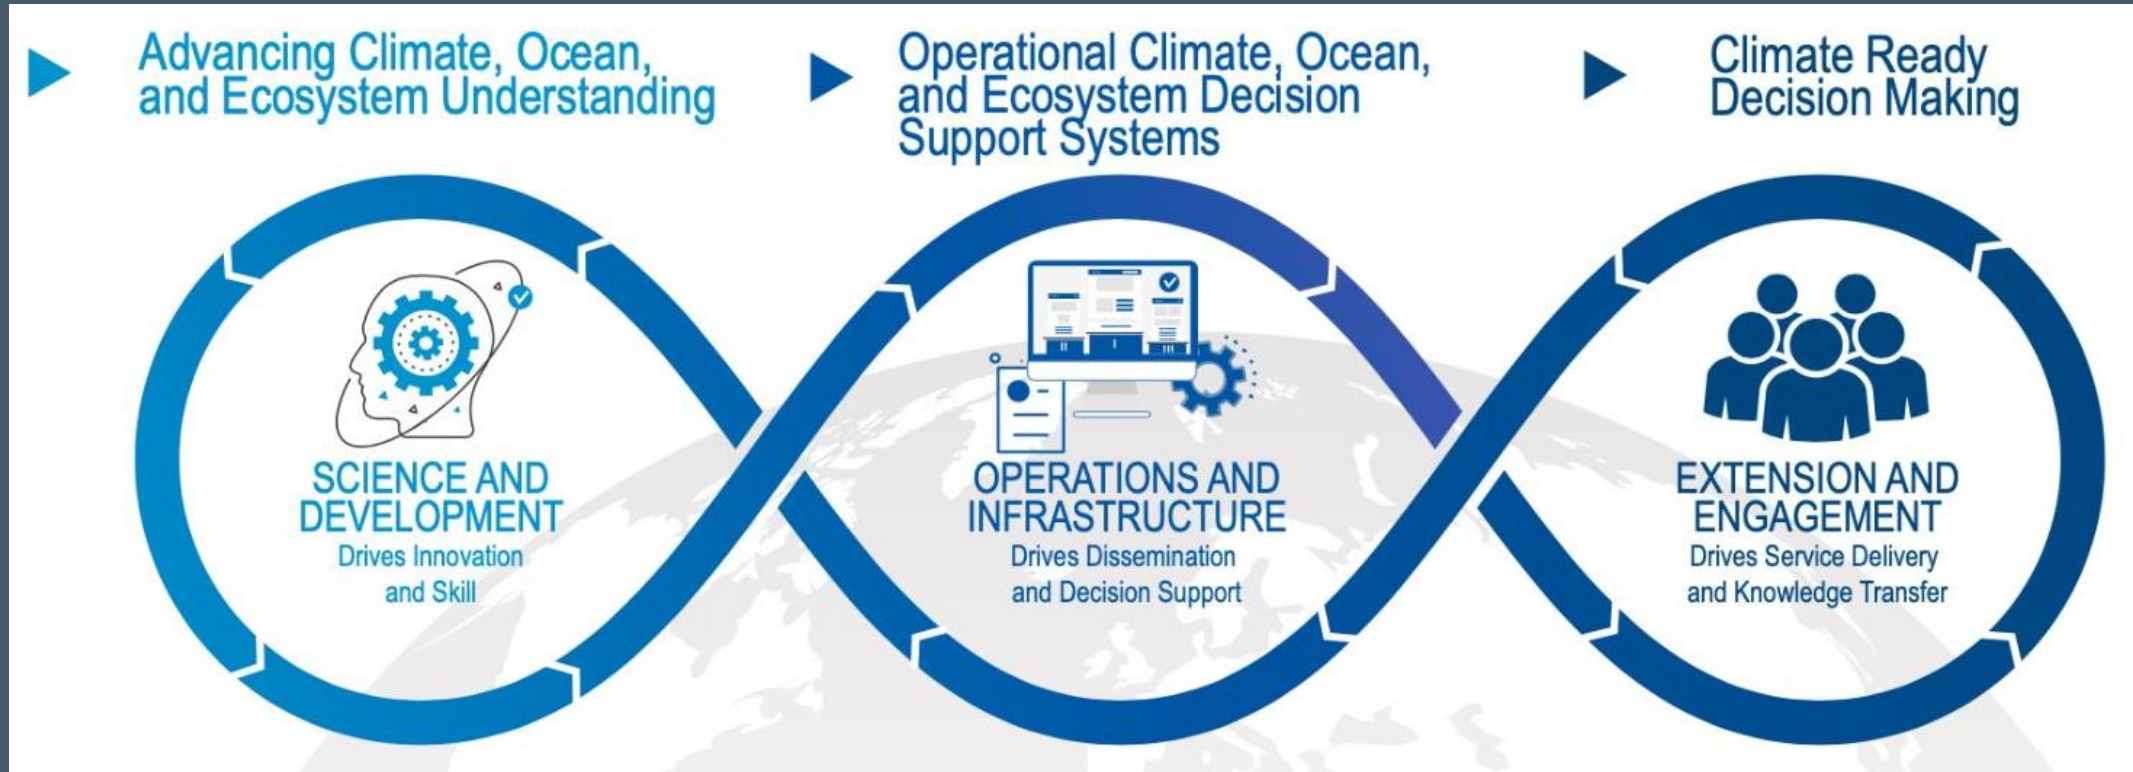 Advancing Climate, Ocean,
and Ecosystem Understanding
Operational Climate, Ocean,
and Ecosystem Decision
Support Systems
Climate Ready
Decision Making
SCIENCE AND
DEVELOPMENT
Drives Innovation
and Skill
OPERATIONS AND
INFRASTRUCTURE
Drives Dissemination
and Decision Support
EXTENSION AND
ENGAGEMENT
Drives Service Delivery
and Knowledge Transfer